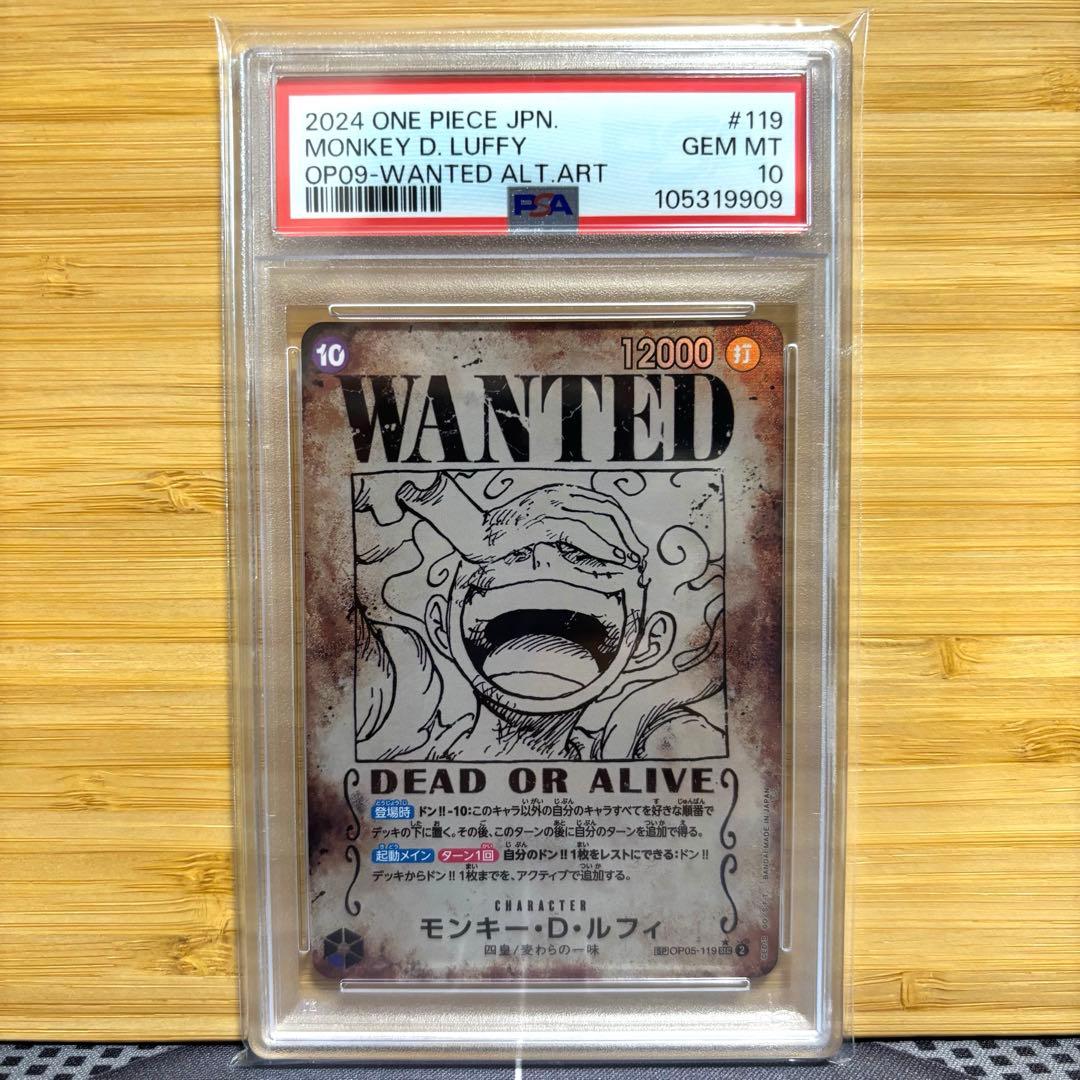 2024 ONE PIECE JPN. #119
MONKEY D. LUFFY GEM MT
OP09-WANTED ALT.ART 10
PSA 105319909
10 12000 打
WANTED
DEAD OR ALIVE
登場時 ドン!!-10:このキャラ以外の自分のキャラすべてを好きな順番で
デッキの下に置く。その後、このターンの後に自分のターンを追加で得る。
起動メイン ターン1回 自分のドン!!1枚をレストにできる:ドン!!
デッキからドン!!1枚までを、アクティブで追加する。
CHARACTER
モンキー・D・ルフィ
四皇/麦わらの一味
SP OP05-119 SEC 2
BANDAI MADE IN JAPAN